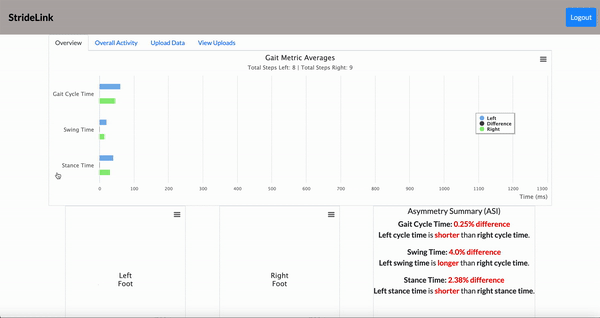 StrideLink
Logout
Overview
Overall Activity
Upload Data
View Uploads
Gait Metric Averages
Total Steps Left: 8 | Total Steps Right: 9
Gait Cycle Time
Swing Time
Stance Time
Left
Difference
Right
0 100 200 300 400 500 600 700 800 900 1000 1100 1200 1300
Time (ms)
Left
Foot
Right
Foot
Asymmetry Summary (ASI)
Gait Cycle Time: 0.25% difference
Left cycle time is shorter than right cycle time.
Swing Time: 4.0% difference
Left swing time is longer than right cycle time.
Stance Time: 2.38% difference
Left stance time is shorter than right stance time.